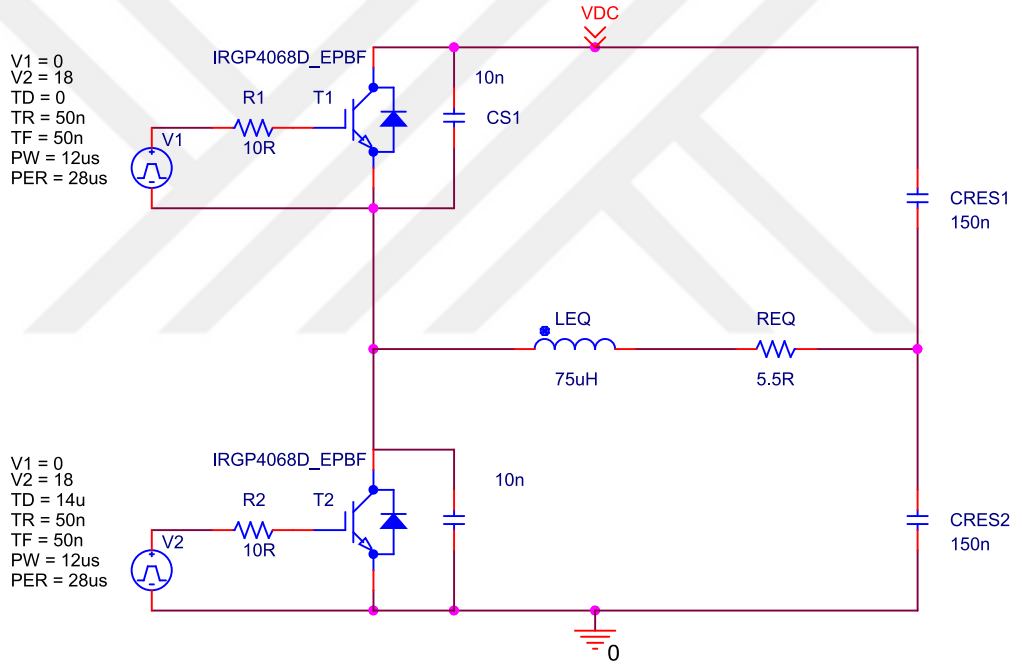 VDC
V1 = 0
V2 = 18
TD = 0
TR = 50n
TF = 50n
PW = 12us
PER = 28us
IRGP4068D_EPBF
R1
T1
10R
V1
10n
CS1
CRES1
150n
LEQ
75uH
REQ
5.5R
V1 = 0
V2 = 18
TD = 14u
TR = 50n
TF = 50n
PW = 12us
PER = 28us
IRGP4068D_EPBF
R2
T2
10R
V2
10n
CRES2
150n
0